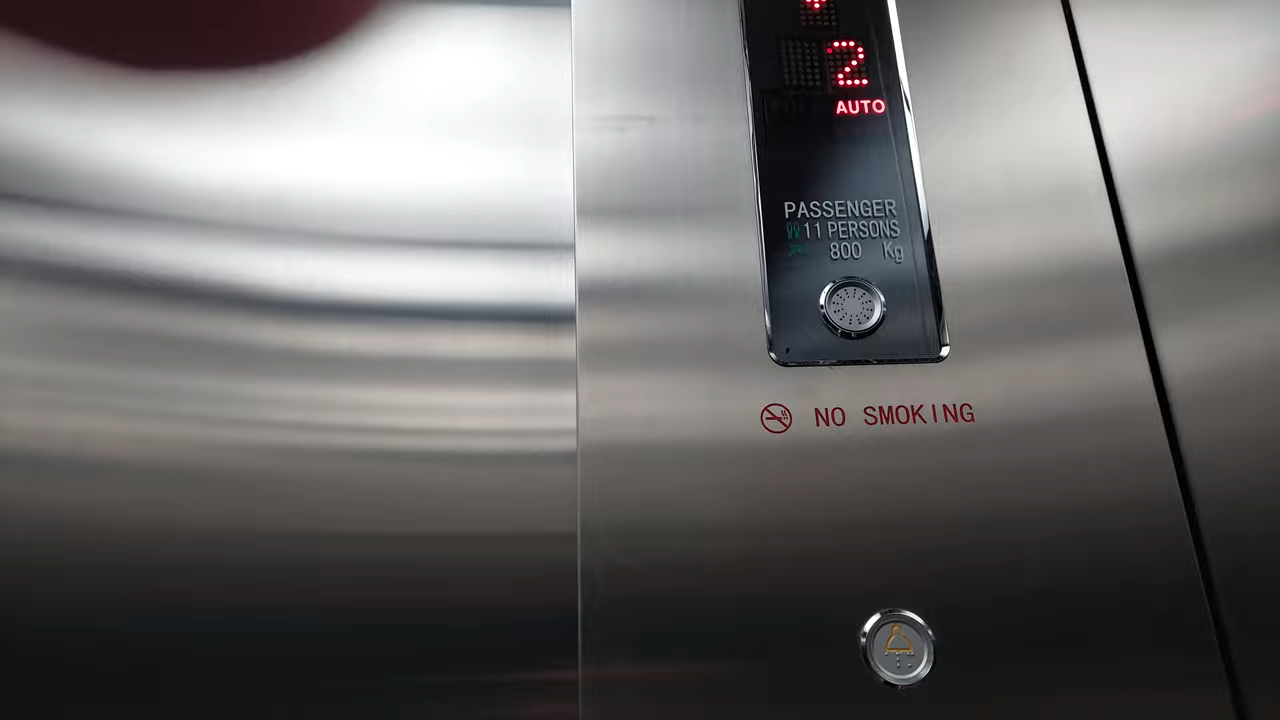 2
AUTO
PASSENGER
11 PERSONS
800 Kg
NO SMOKING